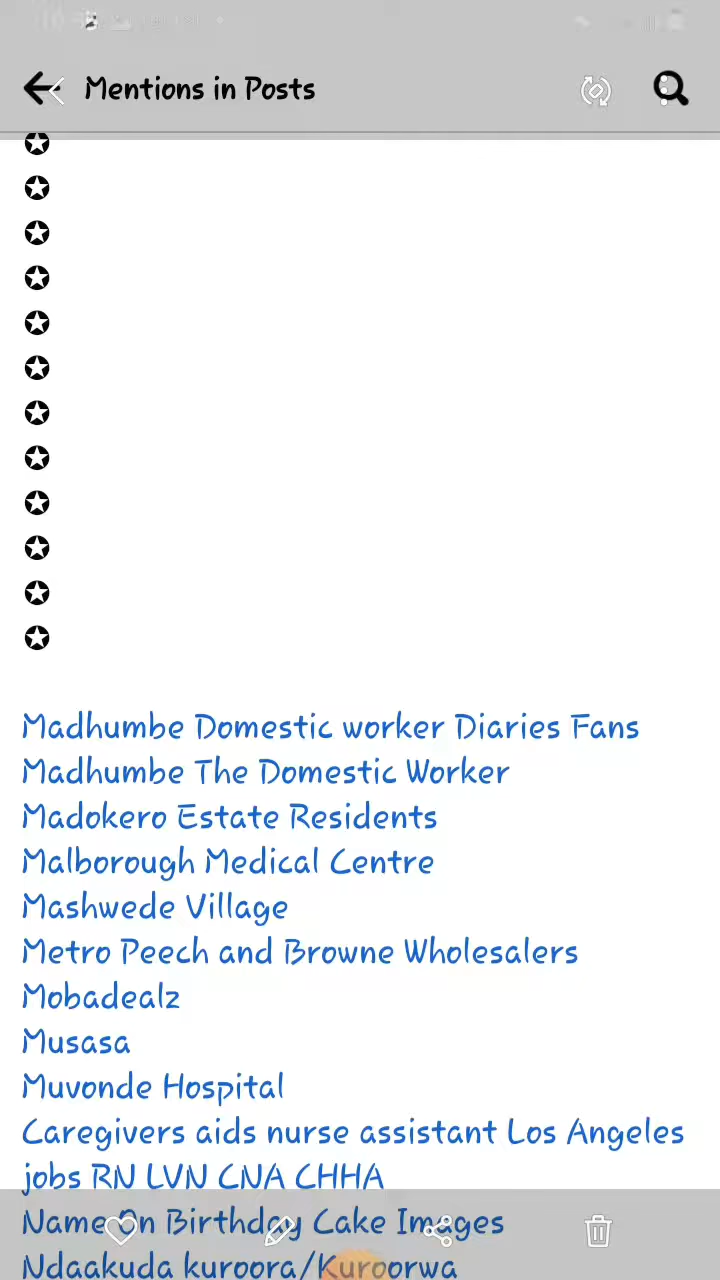 Mentions in Posts
✪
✪
✪
✪
✪
✪
✪
✪
✪
✪
✪
✪
Madhumbe Domestic worker Diaries Fans
Madhumbe The Domestic Worker
Madokero Estate Residents
Malborough Medical Centre
Mashwede Village
Metro Peech and Browne Wholesalers
Mobadealz
Musasa
Muvonde Hospital
Caregivers aids nurse assistant Los Angeles
jobs RN LVN CNA CHHA
Name On Birthday Cake Images
Ndaakuda kuroora/Kuroorwa